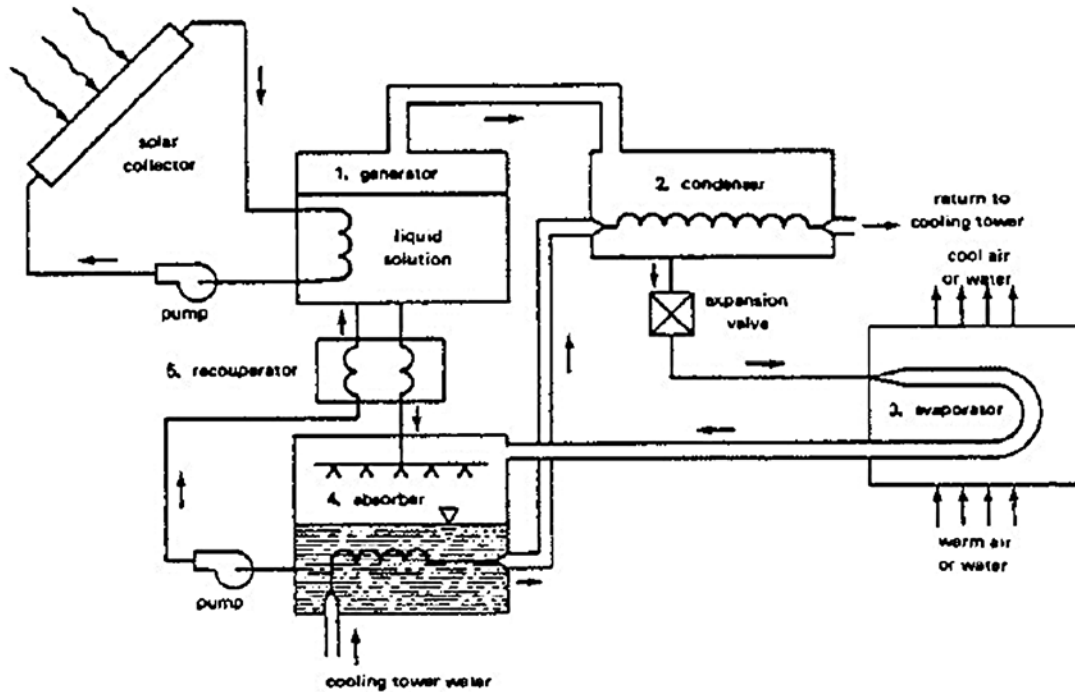 solar
collector
1. generator
liquid
solution
pump
2. condenser
return to
cooling tower
cool air
or water
expansion
valve
5. recouperator
3. evaporator
4. absorber
warm air
or water
pump
cooling tower water